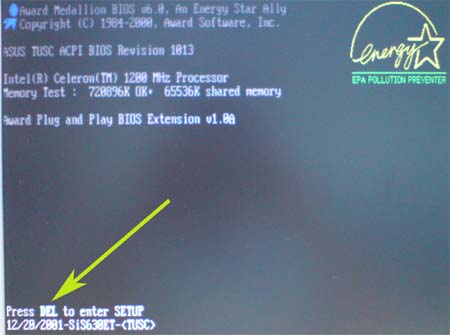 Award Medallion BIOS v6.0, An Energy Star Ally
Copyright (C) 1984-2000, Award Software, Inc.
ASUS TUSC ACPI BIOS Revision 1013
Intel(R) Celeron(TM) 1200 MHz Processor
Memory Test : 720896K OK+ 65536K shared memory
Award Plug and Play BIOS Extension v1.0A
energy
EPA POLLUTION PREVENTER
Press DEL to enter SETUP
12/20/2001-SiS630ET-<TUSC>